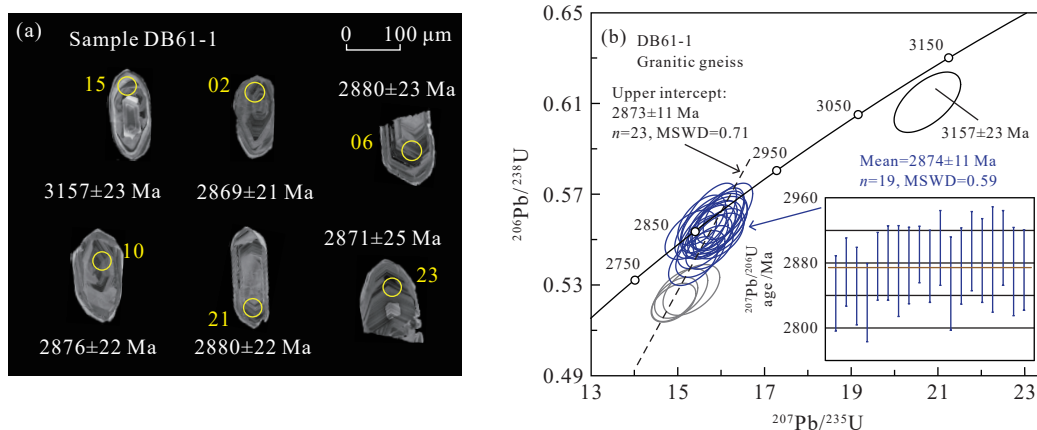 (a)
Sample DB61-1
0 100 μm
15
02
2880±23 Ma
06
3157±23 Ma
2869±21 Ma
10
2871±25 Ma
23
21
2876±22 Ma
2880±22 Ma
(b)
DB61-1
Granitic gneiss
Upper intercept:
2873±11 Ma
n=23, MSWD=0.71
3150
3050
2950
2850
2750
3157±23 Ma
Mean=2874±11 Ma
n=19, MSWD=0.59
2960
2880
2800
²⁰⁷Pb/²⁰⁶U
age/Ma
0.65
0.61
0.57
0.53
0.49
²⁰⁶Pb/²³⁸U
13 15 17 19 21 23
²⁰⁷Pb/²³⁵U